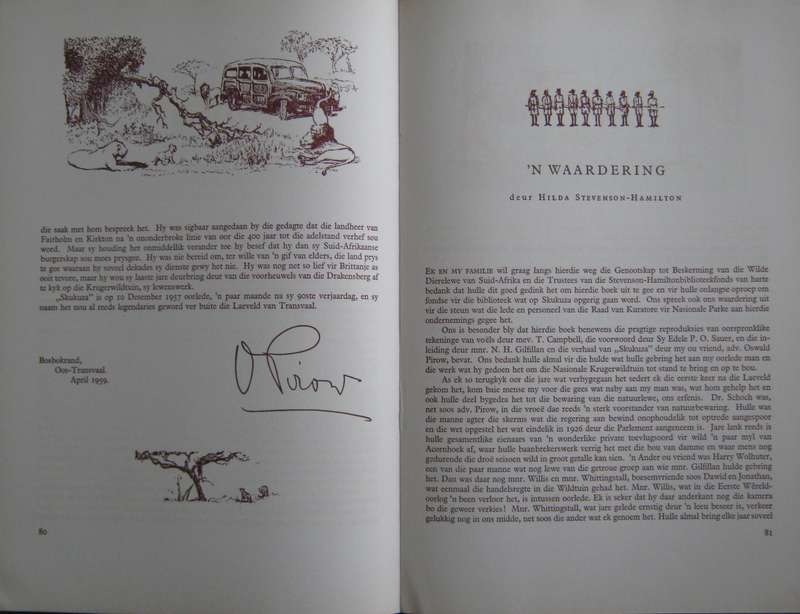 die saak met hom bespreek het. Hy was sigbaar aangedaan by die gedagte dat die landheer van
Fairholm en Kirkton na 'n ononderbroke linie van oor die 400 jaar tot die adelstand verhef sou
word. Maar sy houding het onmiddellik verander toe hy besef dat hy dan sy Suid-Afrikaanse
burgerskap sou moes prysgee. Hy was nie bereid om, ter wille van 'n gif van elders, die land prys
te gee waaraan hy soveel dekades sy dienste gewy het nie. Hy was nog net so lief vir Brittanje as
ooit tevore, maar hy wou sy laaste jare deurbring deur van die voorheuwels van die Drakensberg af
te kyk op die Krugerwildtuin, sy lewenswerk.
„Skukuza” is op 10 Desember 1957 oorlede, 'n paar maande na sy 90ste verjaardag, en sy
naam het nou al reeds legendaries geword ver buite die Laeveld van Transvaal.
O Pirow
Bosbokrand,
Oos-Transvaal.
April 1959.
80
'N WAARDERING
deur HILDA STEVENSON-HAMILTON
EK EN MY FAMILIE wil graag langs hierdie weg die Genootskap tot Beskerming van die Wilde
Dierelewe van Suid-Afrika en die Trustees van die Stevenson-Hamiltonbiblioteekfonds van harte
bedank dat hulle dit goed gedink het om hierdie boek uit te gee en vir hulle onlangse oproep om
fondse vir die biblioteek wat op Skukuza opgerig gaan word. Ons spreek ook ons waardering uit
vir die steun wat die lede en personeel van die Raad van Kuratore vir Nasionale Parke aan hierdie
ondernemings gegee het.
Ons is besonder bly dat hierdie boek benewens die pragtige reproduksies van oorspronklike
tekeninge van voëls deur mev. T. Campbell, die voorwoord deur Sy Edele P. O. Sauer, en die in-
leiding deur mnr. N. H. Gilfillan en die verhaal van „Skukuza” deur my ou vriend, adv. Oswald
Pirow, bevat. Ons bedank hulle almal vir die hulde wat hulle gebring het aan my oorlede man en
die werk wat hy gedoen het om die Nasionale Krugerwildtuin tot stand te bring en op te bou.
As ek so terugkyk oor die jare wat verbygegaan het sedert ek die eerste keer na die Laeveld
gekom het, kom baie mense my voor die gees wat naby aan my man was, wat hom gehelp het en
ook hulle deel bygedra het tot die bewaring van die natuurlewe, ons erfenis. Dr. Schoch was,
net soos adv. Pirow, in die vroeë dae reeds 'n sterk voorstander van natuurbewaring. Hulle was
die manne agter die skerms wat die regering aan bewind onophoudelik tot optrede aangespoor
en die wet opgestel het wat eindelik in 1926 deur die Parlement aangeneem is. Jare lank reeds is
hulle gesamentlike eienaars van 'n wonderlike private toevlugsoord vir wild 'n paar myl van
Acornhoek af, waar hulle baanbrekerswerk verrig het met die bou van damme en waar mens nog
gedurende die droë seisoen wild in groot getalle kan sien. 'n Ander ou vriend was Harry Wolhuter,
een van die paar manne wat nog lewe van die getroue groep aan wie mnr. Gilfillan hulde gebring
het. Dan was daar nog mnr. Willis en mnr. Whittingstall, boesemvriende soos Dawid en Jonathan,
wat eenmaal die handelsregte in die Wildtuin gehad het. Mnr. Willis, wat in die Eerste Wêreld-
oorlog 'n been verloor het, is intussen oorlede. Ek is seker dat hy daar anderkant nog die kamera
bo die geweer verkies! Mnr. Whittingstall, wat jare gelede ernstig deur 'n leeu beseer is, verkeer
gelukkig nog in ons midde, net soos die ander wat ek genoem het. Hulle almal bring elke jaar soveel
81